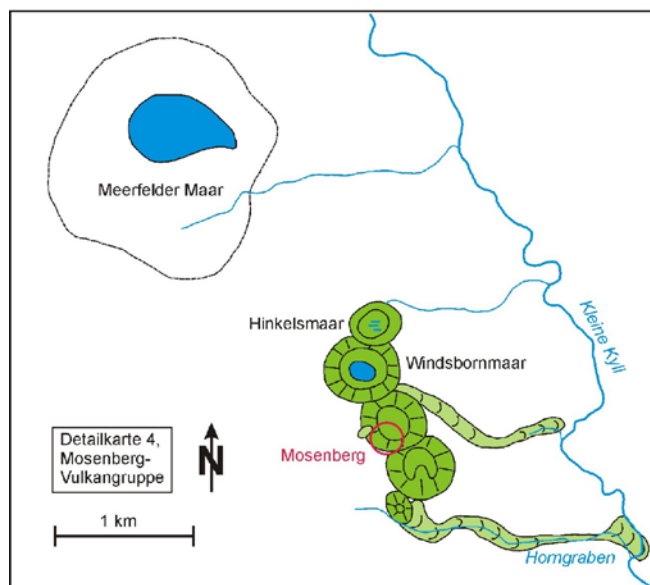 Meerfelder Maar
Hinkelsmaar
Windsbornmaar
Kleine Kyll
Mosenberg
Detailkarte 4,
Mosenberg-
Vulkangruppe
N
1 km
Horngraben